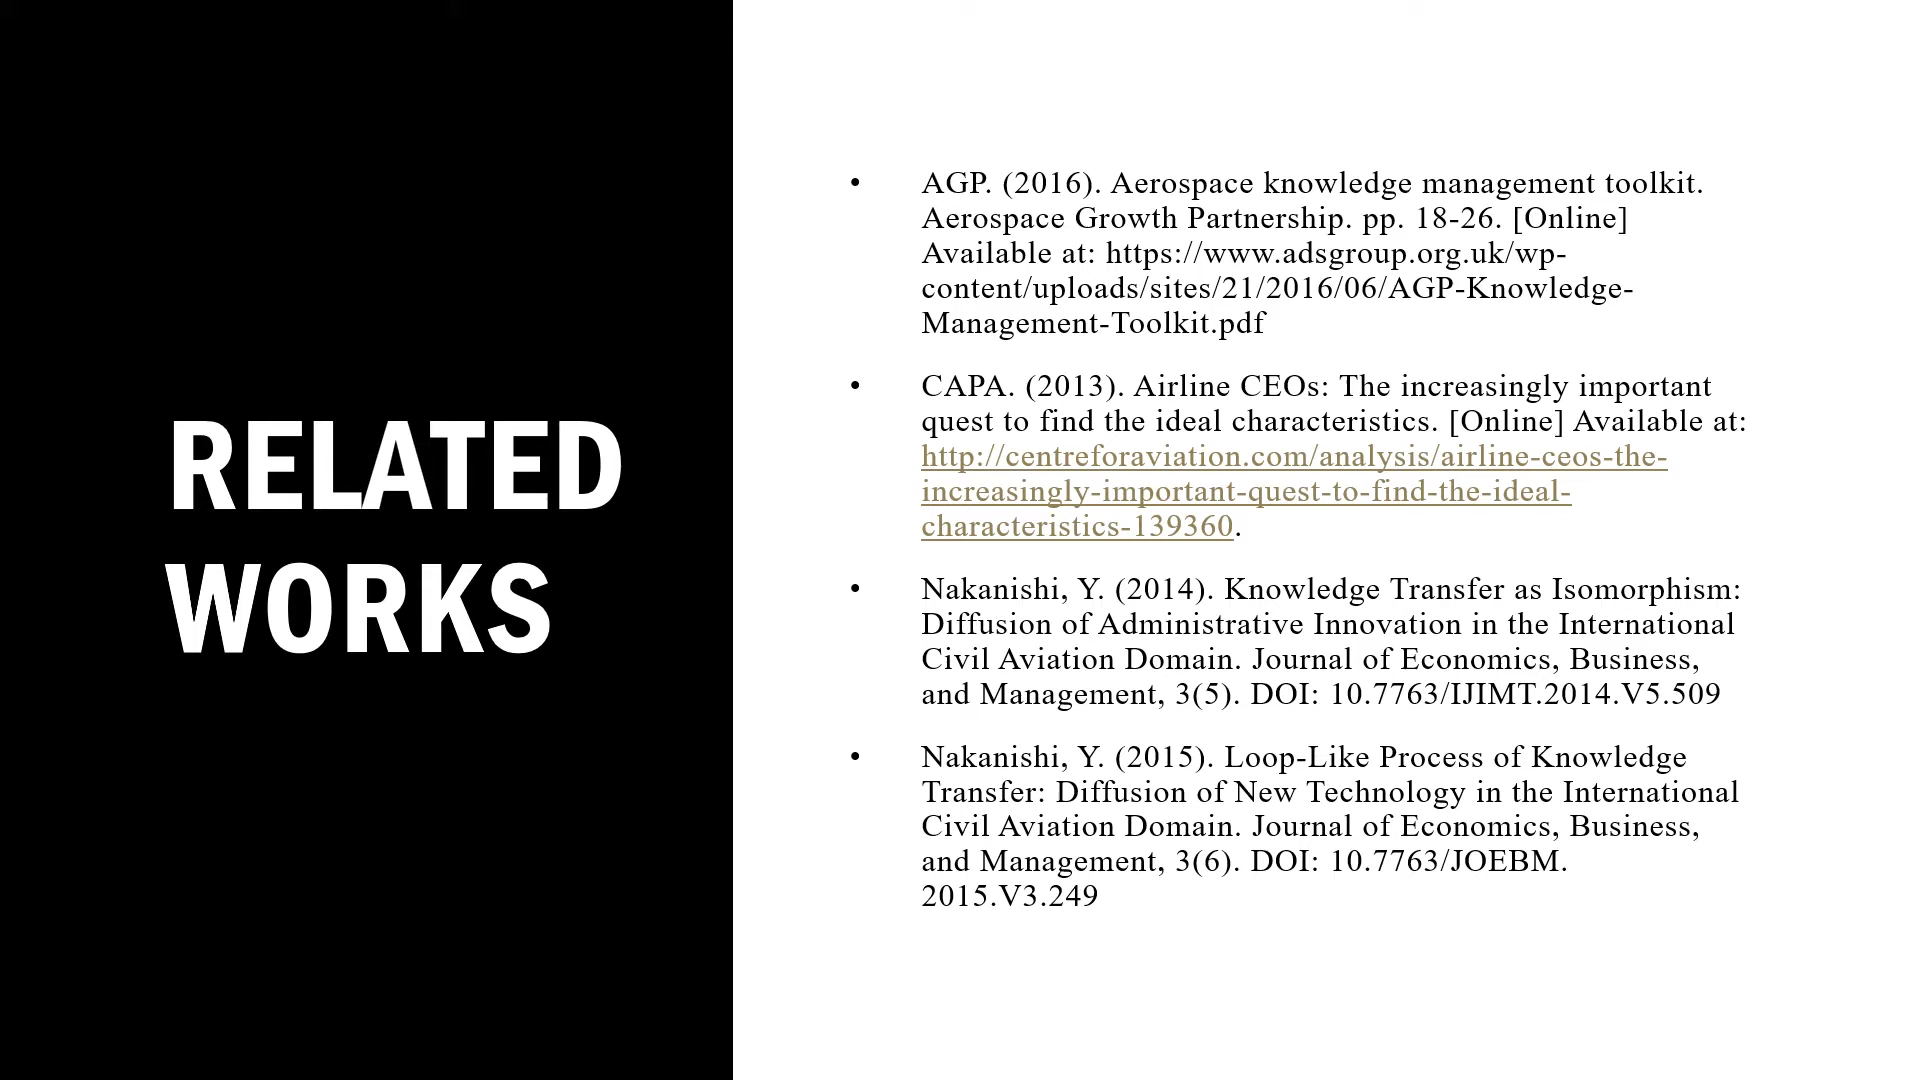 RELATED
WORKS
• AGP. (2016). Aerospace knowledge management toolkit.
Aerospace Growth Partnership. pp. 18-26. [Online]
Available at: https://www.adsgroup.org.uk/wp-
content/uploads/sites/21/2016/06/AGP-Knowledge-
Management-Toolkit.pdf
• CAPA. (2013). Airline CEOs: The increasingly important
quest to find the ideal characteristics. [Online] Available at:
http://centreforaviation.com/analysis/airline-ceos-the-
increasingly-important-quest-to-find-the-ideal-
characteristics-139360.
• Nakanishi, Y. (2014). Knowledge Transfer as Isomorphism:
Diffusion of Administrative Innovation in the International
Civil Aviation Domain. Journal of Economics, Business,
and Management, 3(5). DOI: 10.7763/IJIMT.2014.V5.509
• Nakanishi, Y. (2015). Loop-Like Process of Knowledge
Transfer: Diffusion of New Technology in the International
Civil Aviation Domain. Journal of Economics, Business,
and Management, 3(6). DOI: 10.7763/JOEBM.
2015.V3.249